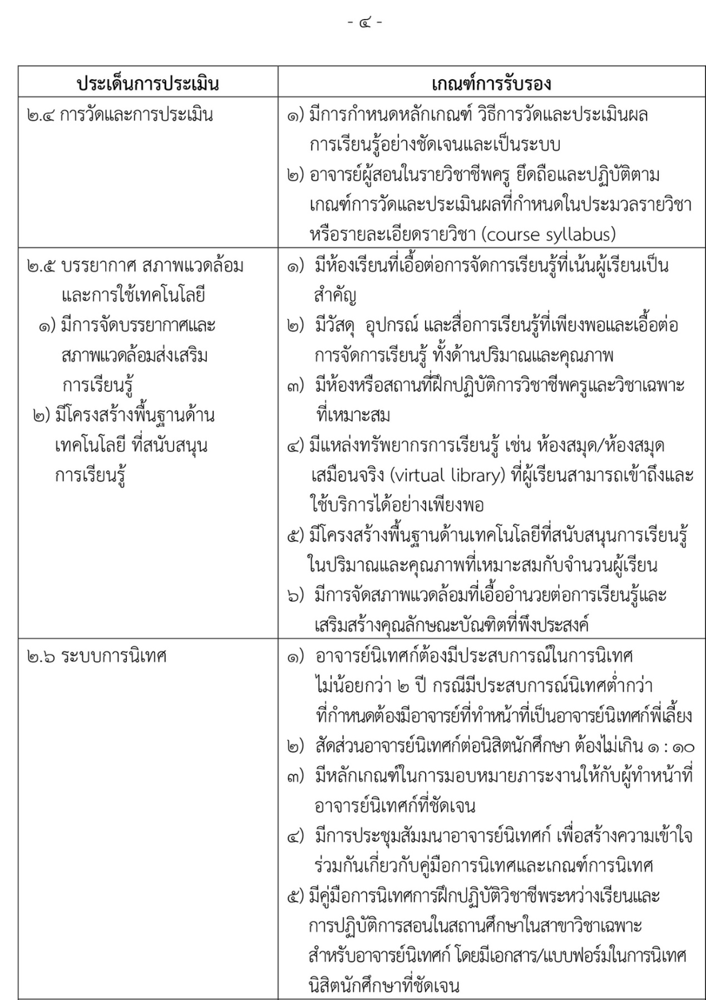 - ๔ -
ประเด็นการประเมิน
เกณฑ์การรับรอง
๒.๔ การวัดและการประเมิน
๑) มีการกำหนดหลักเกณฑ์ วิธีการวัดและประเมินผล
การเรียนรู้อย่างชัดเจนและเป็นระบบ
๒) อาจารย์ผู้สอนในรายวิชาชีพครู ยึดถือและปฏิบัติตาม
เกณฑ์การวัดและประเมินผลที่กำหนดในประมวลรายวิชา
หรือรายละเอียดรายวิชา (course syllabus)
๒.๕ บรรยากาศ สภาพแวดล้อม
และการใช้เทคโนโลยี
๑) มีการจัดบรรยากาศและ
สภาพแวดล้อมส่งเสริม
การเรียนรู้
๒) มีโครงสร้างพื้นฐานด้าน
เทคโนโลยี ที่สนับสนุน
การเรียนรู้
๑) มีห้องเรียนที่เอื้อต่อการจัดการเรียนรู้ที่เน้นผู้เรียนเป็น
สำคัญ
๒) มีวัสดุ อุปกรณ์ และสื่อการเรียนรู้ที่เพียงพอและเอื้อต่อ
การจัดการเรียนรู้ ทั้งด้านปริมาณและคุณภาพ
๓) มีห้องหรือสถานที่ฝึกปฏิบัติการวิชาชีพครูและวิชาเฉพาะ
ที่เหมาะสม
๔) มีแหล่งทรัพยากรการเรียนรู้ เช่น ห้องสมุด/ห้องสมุด
เสมือนจริง (virtual library) ที่ผู้เรียนสามารถเข้าถึงและ
ใช้บริการได้อย่างเพียงพอ
๕) มีโครงสร้างพื้นฐานด้านเทคโนโลยีที่สนับสนุนการเรียนรู้
ในปริมาณและคุณภาพที่เหมาะสมกับจำนวนผู้เรียน
๖) มีการจัดสภาพแวดล้อมที่เอื้ออำนวยต่อการเรียนรู้และ
เสริมสร้างคุณลักษณะบัณฑิตที่พึงประสงค์
๒.๖ ระบบการนิเทศ
๑) อาจารย์นิเทศก์ต้องมีประสบการณ์ในการนิเทศ
ไม่น้อยกว่า ๒ ปี กรณีมีประสบการณ์นิเทศต่ำกว่า
ที่กำหนดต้องมีอาจารย์ที่ทำหน้าที่เป็นอาจารย์นิเทศก์พี่เลี้ยง
๒) สัดส่วนอาจารย์นิเทศก์ต่อนิสิตนักศึกษา ต้องไม่เกิน ๑ : ๑๐
๓) มีหลักเกณฑ์ในการมอบหมายภาระงานให้กับผู้ทำหน้าที่
อาจารย์นิเทศก์ที่ชัดเจน
๔) มีการประชุมสัมมนาอาจารย์นิเทศก์ เพื่อสร้างความเข้าใจ
ร่วมกันเกี่ยวกับคู่มือการนิเทศและเกณฑ์การนิเทศ
๕) มีคู่มือการนิเทศการฝึกปฏิบัติวิชาชีพระหว่างเรียนและ
การปฏิบัติการสอนในสถานศึกษาในสาขาวิชาเฉพาะ
สำหรับอาจารย์นิเทศก์ โดยมีเอกสาร/แบบฟอร์มในการนิเทศ
นิสิตนักศึกษาที่ชัดเจน